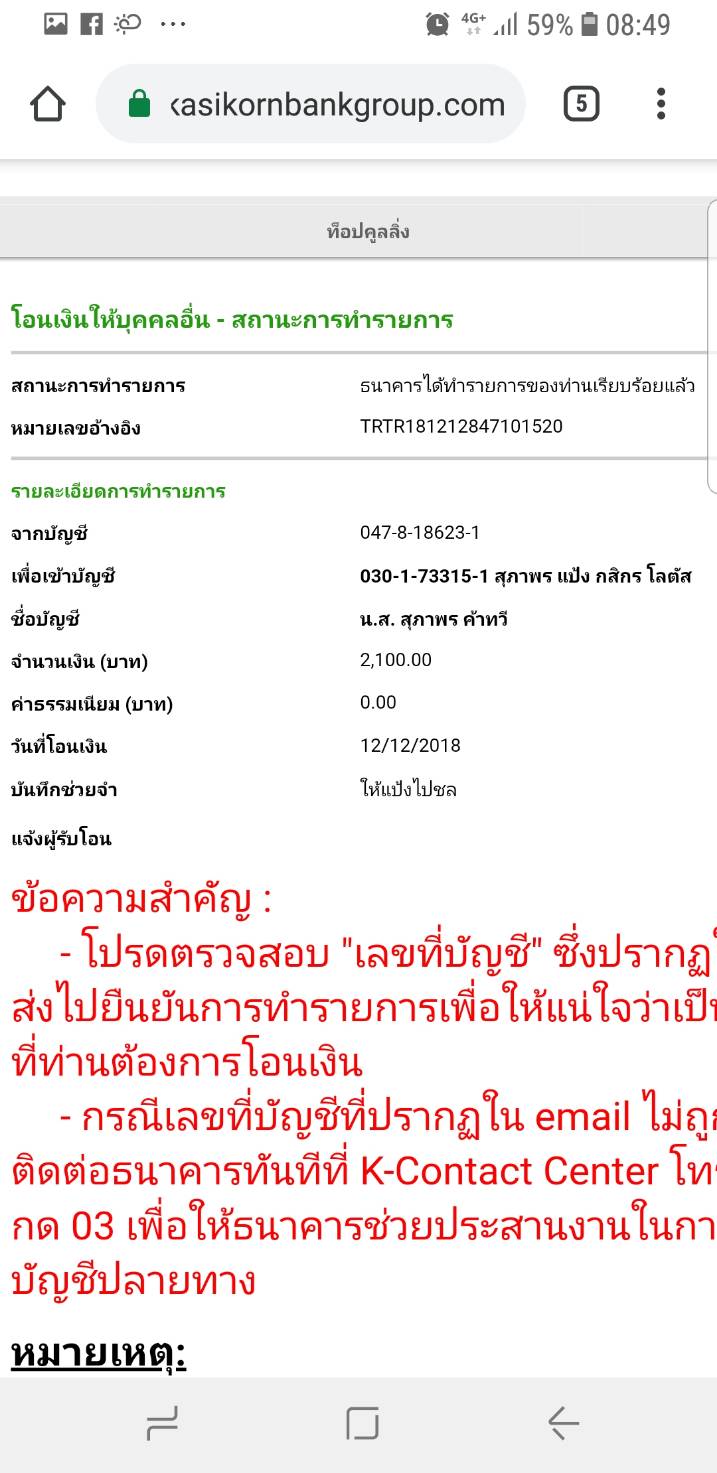 4G+ 59% 08:49
kasikornbankgroup.com 5
ท็อปคูลลิ่ง
โอนเงินให้บุคคลอื่น - สถานะการทำรายการ
สถานะการทำรายการ ธนาคารได้ทำรายการของท่านเรียบร้อยแล้ว
หมายเลขอ้างอิง TRTR181212847101520
รายละเอียดการทำรายการ
จากบัญชี 047-8-18623-1
เพื่อเข้าบัญชี 030-1-73315-1 สุภาพร แป้ง กสิกร โลตัส
ชื่อบัญชี น.ส. สุภาพร ค้าทวี
จำนวนเงิน (บาท) 2,100.00
ค่าธรรมเนียม (บาท) 0.00
วันที่โอนเงิน 12/12/2018
บันทึกช่วยจำ ให้แป้งไปชล
แจ้งผู้รับโอน
ข้อความสำคัญ :
- โปรดตรวจสอบ "เลขที่บัญชี" ซึ่งปรากฏ
ส่งไปยืนยันการทำรายการเพื่อให้แน่ใจว่า
ที่ท่านต้องการโอนเงิน
- กรณีเลขที่บัญชีที่ปรากฏใน email
ติดต่อธนาคารทันทีที่ K-Contact Center
กด 03 เพื่อให้ธนาคารช่วยประสานงานใน
บัญชีปลายทาง
หมายเหตุ: